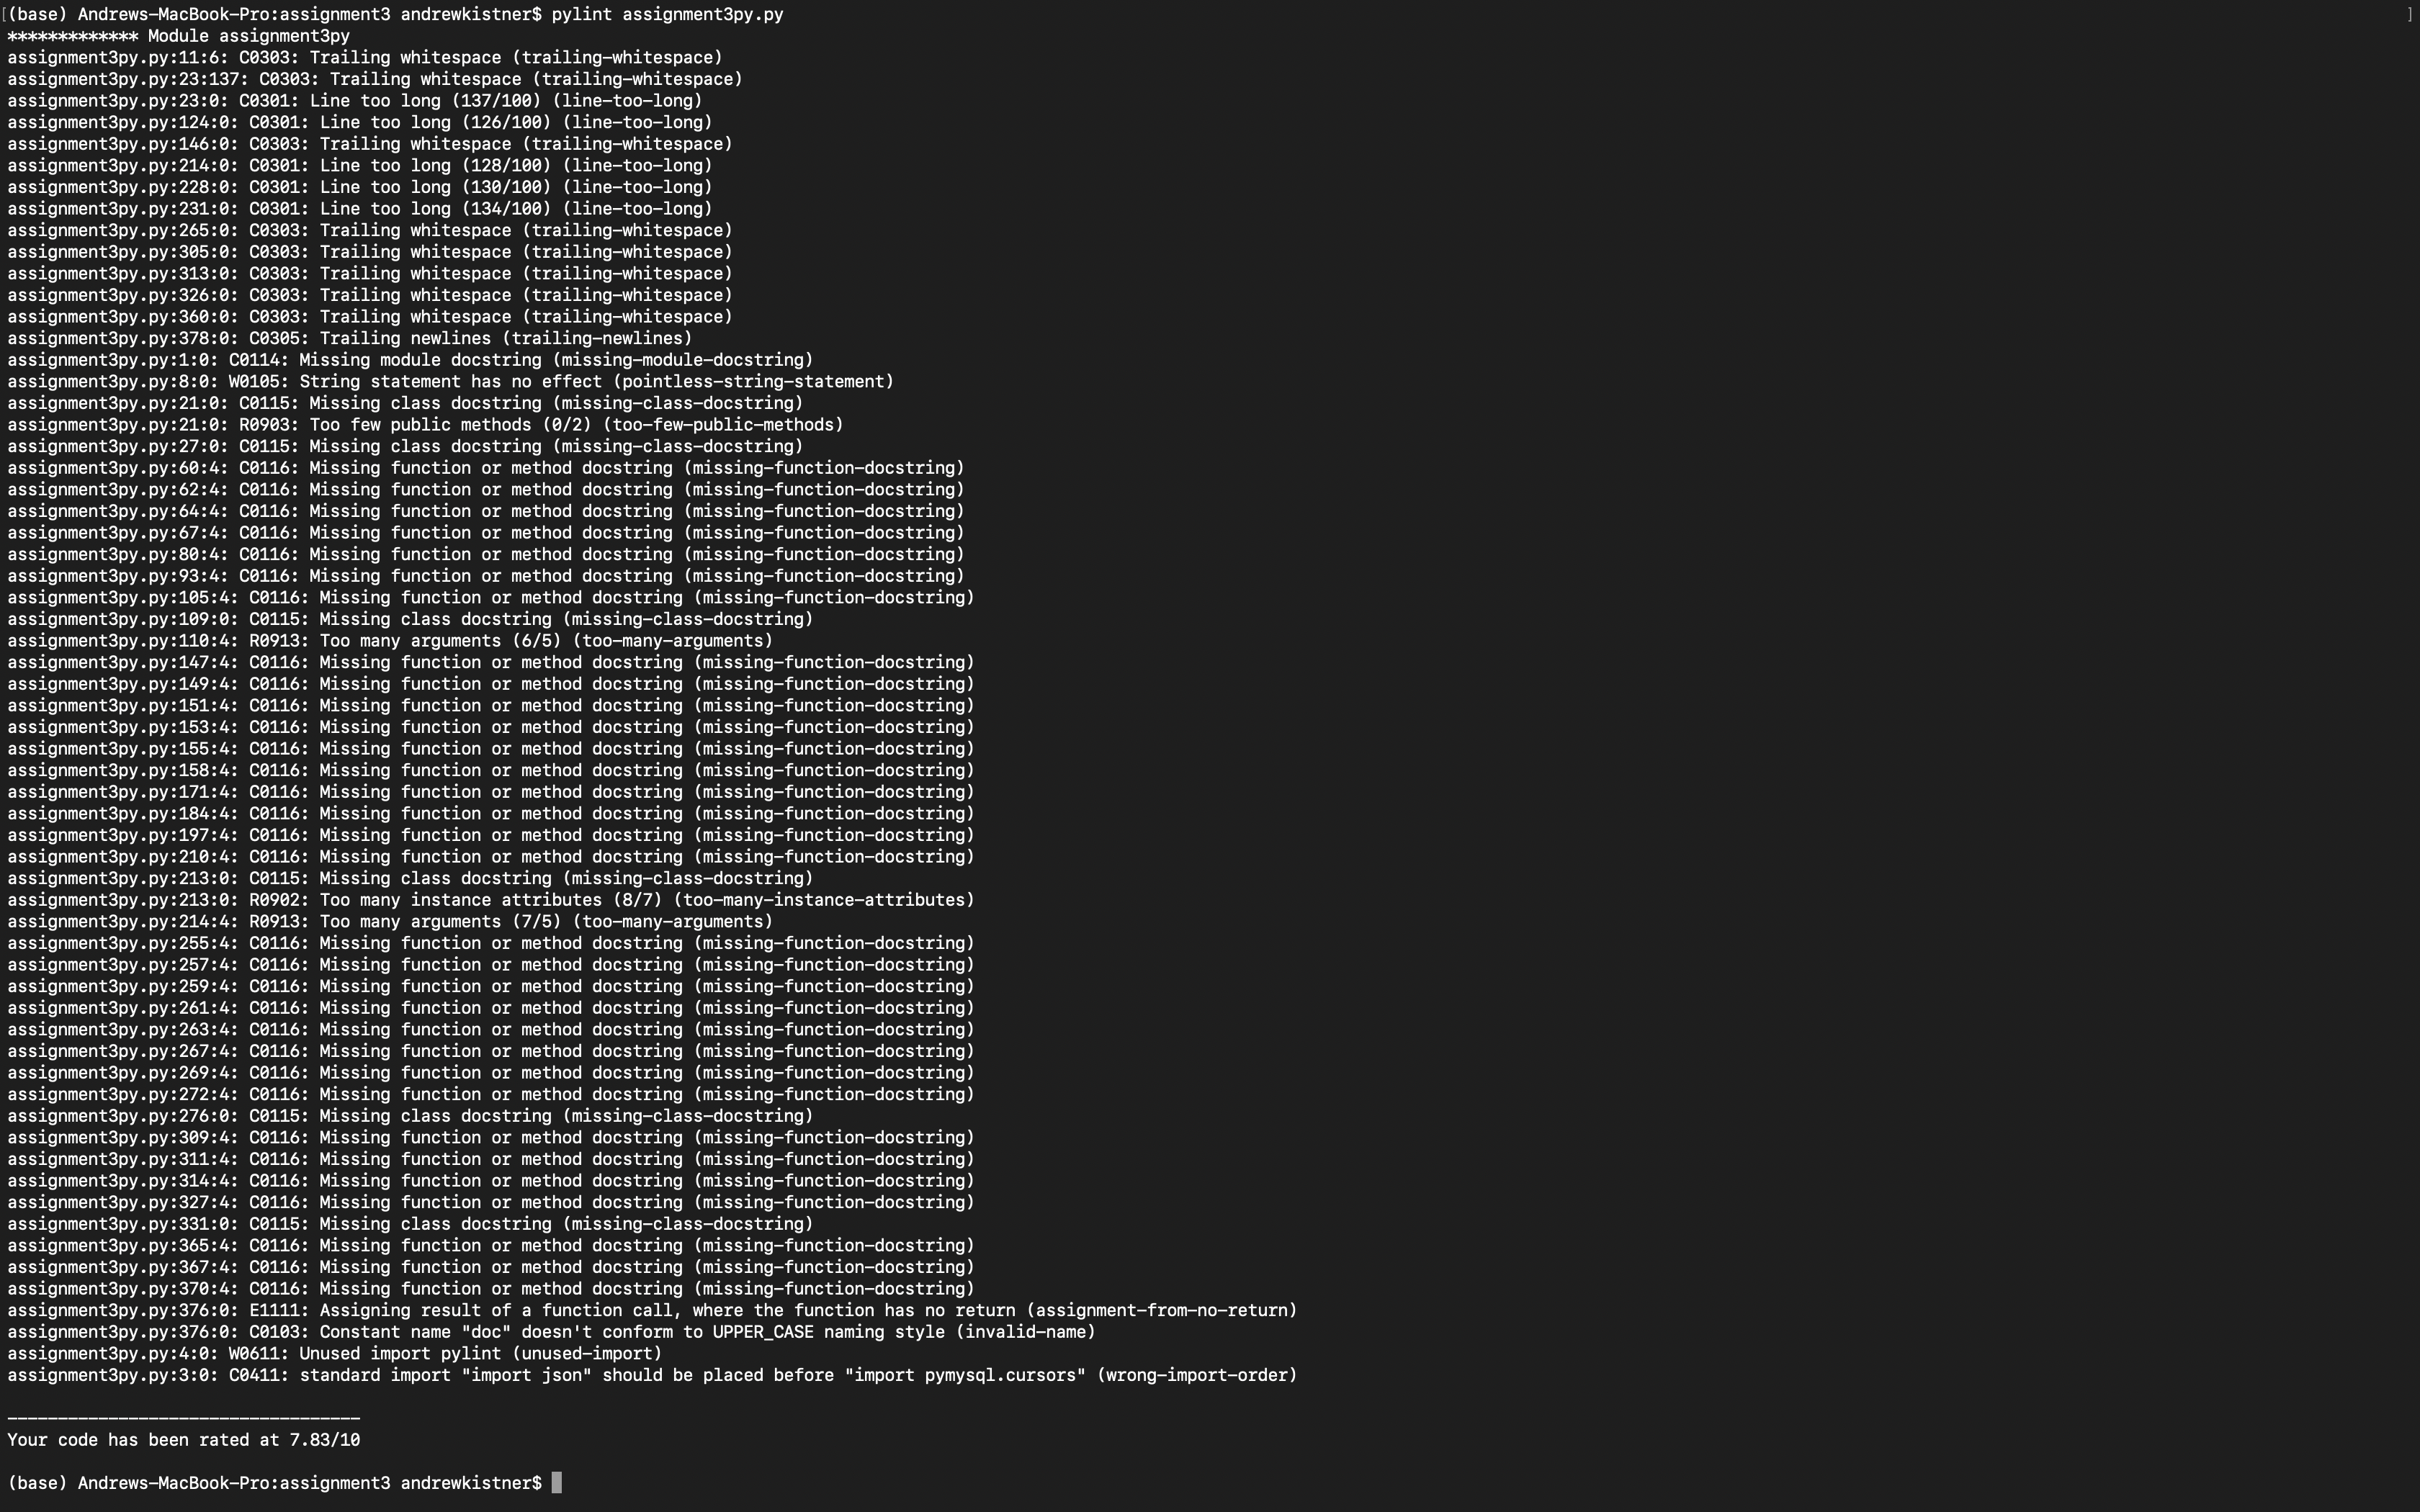 [(base) Andrews-MacBook-Pro:assignment3 andrewkistner$ pylint assignment3py.py ]
************* Module assignment3py
assignment3py.py:11:6: C0303: Trailing whitespace (trailing-whitespace)
assignment3py.py:23:137: C0303: Trailing whitespace (trailing-whitespace)
assignment3py.py:23:0: C0301: Line too long (137/100) (line-too-long)
assignment3py.py:124:0: C0301: Line too long (126/100) (line-too-long)
assignment3py.py:146:0: C0303: Trailing whitespace (trailing-whitespace)
assignment3py.py:214:0: C0301: Line too long (128/100) (line-too-long)
assignment3py.py:228:0: C0301: Line too long (130/100) (line-too-long)
assignment3py.py:231:0: C0301: Line too long (134/100) (line-too-long)
assignment3py.py:265:0: C0303: Trailing whitespace (trailing-whitespace)
assignment3py.py:305:0: C0303: Trailing whitespace (trailing-whitespace)
assignment3py.py:313:0: C0303: Trailing whitespace (trailing-whitespace)
assignment3py.py:326:0: C0303: Trailing whitespace (trailing-whitespace)
assignment3py.py:360:0: C0303: Trailing whitespace (trailing-whitespace)
assignment3py.py:378:0: C0305: Trailing newlines (trailing-newlines)
assignment3py.py:1:0: C0114: Missing module docstring (missing-module-docstring)
assignment3py.py:8:0: W0105: String statement has no effect (pointless-string-statement)
assignment3py.py:21:0: C0115: Missing class docstring (missing-class-docstring)
assignment3py.py:21:0: R0903: Too few public methods (0/2) (too-few-public-methods)
assignment3py.py:27:0: C0115: Missing class docstring (missing-class-docstring)
assignment3py.py:60:4: C0116: Missing function or method docstring (missing-function-docstring)
assignment3py.py:62:4: C0116: Missing function or method docstring (missing-function-docstring)
assignment3py.py:64:4: C0116: Missing function or method docstring (missing-function-docstring)
assignment3py.py:67:4: C0116: Missing function or method docstring (missing-function-docstring)
assignment3py.py:80:4: C0116: Missing function or method docstring (missing-function-docstring)
assignment3py.py:93:4: C0116: Missing function or method docstring (missing-function-docstring)
assignment3py.py:105:4: C0116: Missing function or method docstring (missing-function-docstring)
assignment3py.py:109:0: C0115: Missing class docstring (missing-class-docstring)
assignment3py.py:110:4: R0913: Too many arguments (6/5) (too-many-arguments)
assignment3py.py:147:4: C0116: Missing function or method docstring (missing-function-docstring)
assignment3py.py:149:4: C0116: Missing function or method docstring (missing-function-docstring)
assignment3py.py:151:4: C0116: Missing function or method docstring (missing-function-docstring)
assignment3py.py:153:4: C0116: Missing function or method docstring (missing-function-docstring)
assignment3py.py:155:4: C0116: Missing function or method docstring (missing-function-docstring)
assignment3py.py:158:4: C0116: Missing function or method docstring (missing-function-docstring)
assignment3py.py:171:4: C0116: Missing function or method docstring (missing-function-docstring)
assignment3py.py:184:4: C0116: Missing function or method docstring (missing-function-docstring)
assignment3py.py:197:4: C0116: Missing function or method docstring (missing-function-docstring)
assignment3py.py:210:4: C0116: Missing function or method docstring (missing-function-docstring)
assignment3py.py:213:0: C0115: Missing class docstring (missing-class-docstring)
assignment3py.py:213:0: R0902: Too many instance attributes (8/7) (too-many-instance-attributes)
assignment3py.py:214:4: R0913: Too many arguments (7/5) (too-many-arguments)
assignment3py.py:255:4: C0116: Missing function or method docstring (missing-function-docstring)
assignment3py.py:257:4: C0116: Missing function or method docstring (missing-function-docstring)
assignment3py.py:259:4: C0116: Missing function or method docstring (missing-function-docstring)
assignment3py.py:261:4: C0116: Missing function or method docstring (missing-function-docstring)
assignment3py.py:263:4: C0116: Missing function or method docstring (missing-function-docstring)
assignment3py.py:267:4: C0116: Missing function or method docstring (missing-function-docstring)
assignment3py.py:269:4: C0116: Missing function or method docstring (missing-function-docstring)
assignment3py.py:272:4: C0116: Missing function or method docstring (missing-function-docstring)
assignment3py.py:276:0: C0115: Missing class docstring (missing-class-docstring)
assignment3py.py:309:4: C0116: Missing function or method docstring (missing-function-docstring)
assignment3py.py:311:4: C0116: Missing function or method docstring (missing-function-docstring)
assignment3py.py:314:4: C0116: Missing function or method docstring (missing-function-docstring)
assignment3py.py:327:4: C0116: Missing function or method docstring (missing-function-docstring)
assignment3py.py:331:0: C0115: Missing class docstring (missing-class-docstring)
assignment3py.py:365:4: C0116: Missing function or method docstring (missing-function-docstring)
assignment3py.py:367:4: C0116: Missing function or method docstring (missing-function-docstring)
assignment3py.py:370:4: C0116: Missing function or method docstring (missing-function-docstring)
assignment3py.py:376:0: E1111: Assigning result of a function call, where the function has no return (assignment-from-no-return)
assignment3py.py:376:0: C0103: Constant name "doc" doesn't conform to UPPER_CASE naming style (invalid-name)
assignment3py.py:4:0: W0611: Unused import pylint (unused-import)
assignment3py.py:3:0: C0411: standard import "import json" should be placed before "import pymysql.cursors" (wrong-import-order)
-----------------------------------
Your code has been rated at 7.83/10
(base) Andrews-MacBook-Pro:assignment3 andrewkistner$